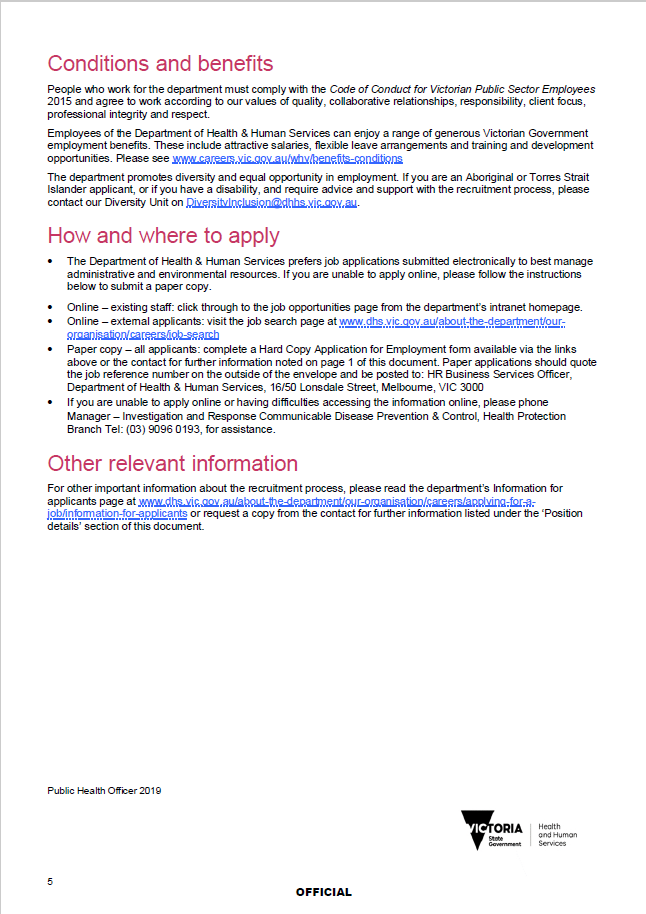 Conditions and benefits
People who work for the department must comply with the Code of Conduct for Victorian Public Sector Employees
2015 and agree to work according to our values of quality, collaborative relationships, responsibility, client focus,
professional integrity and respect.
Employees of the Department of Health & Human Services can enjoy a range of generous Victorian Government
employment benefits. These include attractive salaries, flexible leave arrangements and training and development
opportunities. Please see www.careers.vic.gov.au/why/benefits-conditions
The department promotes diversity and equal opportunity in employment. If you are an Aboriginal or Torres Strait
Islander applicant, or if you have a disability, and require advice and support with the recruitment process, please
contact our Diversity Unit on DiversityInclusion@dhhs.vic.gov.au.
How and where to apply
• The Department of Health & Human Services prefers job applications submitted electronically to best manage
administrative and environmental resources. If you are unable to apply online, please follow the instructions
below to submit a paper copy.
• Online – existing staff: click through to the job opportunities page from the department's intranet homepage.
• Online – external applicants: visit the job search page at www.dhs.vic.gov.au/about-the-department/our-
organisation/careers/job-search
• Paper copy – all applicants: complete a Hard Copy Application for Employment form available via the links
above or the contact for further information noted on page 1 of this document. Paper applications should quote
the job reference number on the outside of the envelope and be posted to: HR Business Services Officer,
Department of Health & Human Services, 16/50 Lonsdale Street, Melbourne, VIC 3000
• If you are unable to apply online or having difficulties accessing the information online, please phone
Manager – Investigation and Response Communicable Disease Prevention & Control, Health Protection
Branch Tel: (03) 9096 0193, for assistance.
Other relevant information
For other important information about the recruitment process, please read the department's Information for
applicants page at www.dhs.vic.gov.au/about-the-department/our-organisation/careers/applying-for-a-
job/information-for-applicants or request a copy from the contact for further information listed under the 'Position
details' section of this document.
Public Health Officer 2019
VICTORIA
State
Government
Health
and Human
Services
5
OFFICIAL